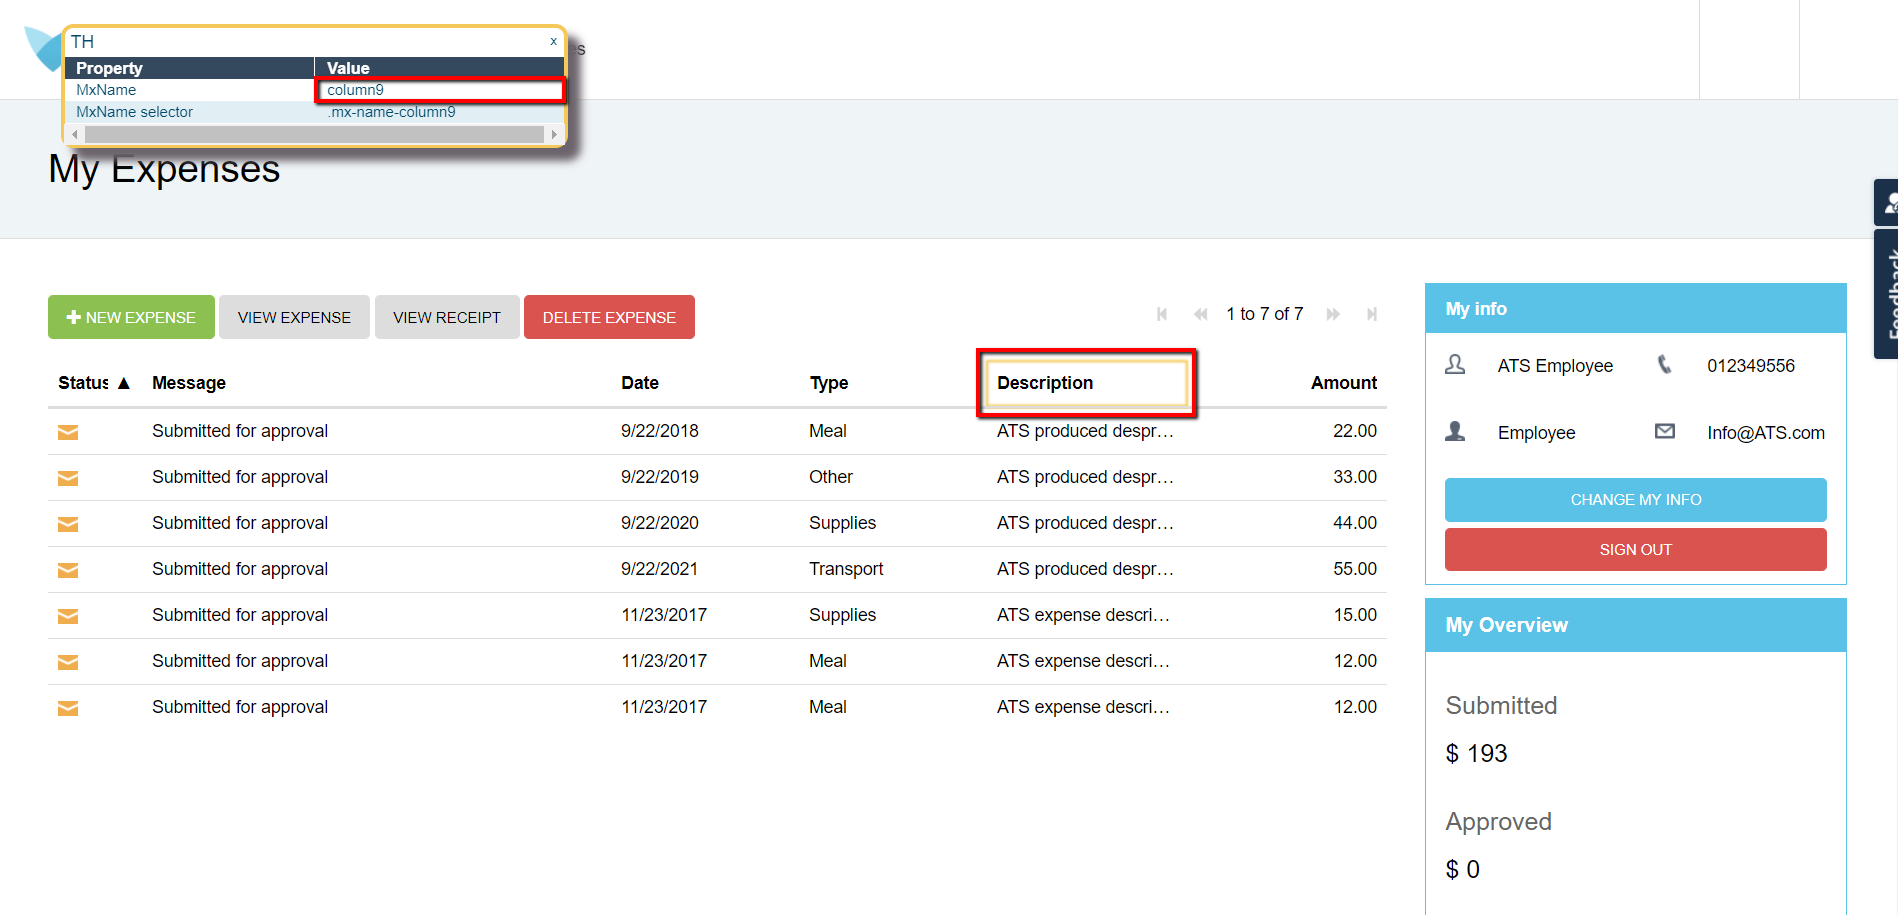 TH x
Property Value
MxName column9
MxName selector .mx-name-column9
My Expenses
Feedback
NEW EXPENSE VIEW EXPENSE VIEW RECEIPT DELETE EXPENSE
1 to 7 of 7
Status ▲ Message Date Type Description Amount
Submitted for approval 9/22/2018 Meal ATS produced despr… 22.00
Submitted for approval 9/22/2019 Other ATS produced despr… 33.00
Submitted for approval 9/22/2020 Supplies ATS produced despr… 44.00
Submitted for approval 9/22/2021 Transport ATS produced despr… 55.00
Submitted for approval 11/23/2017 Supplies ATS expense descri… 15.00
Submitted for approval 11/23/2017 Meal ATS expense descri… 12.00
Submitted for approval 11/23/2017 Meal ATS expense descri… 12.00
My info
ATS Employee 012349556
Employee Info@ATS.com
CHANGE MY INFO
SIGN OUT
My Overview
Submitted
$ 193
Approved
$ 0